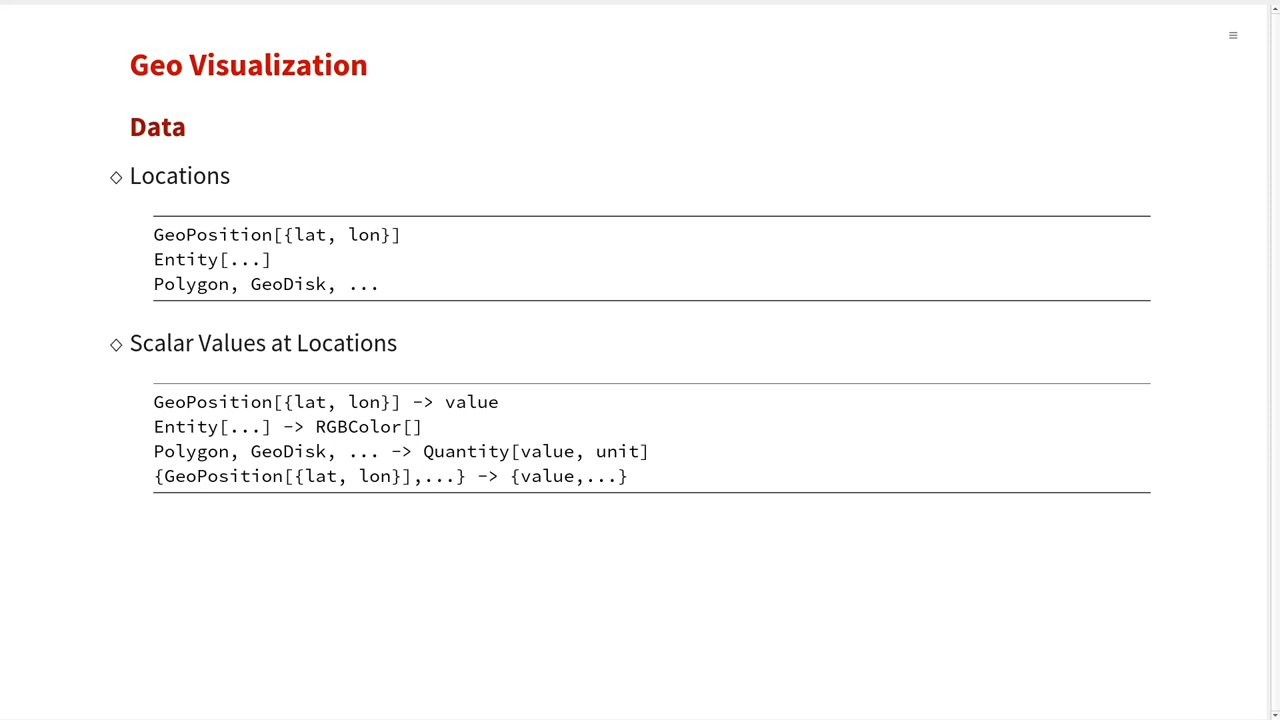 ≡
Geo Visualization
Data
◇ Locations
GeoPosition[{lat, lon}]
Entity[...]
Polygon, GeoDisk, ...
◇ Scalar Values at Locations
GeoPosition[{lat, lon}] -> value
Entity[...] -> RGBColor[]
Polygon, GeoDisk, ... -> Quantity[value, unit]
{GeoPosition[{lat, lon}],...} -> {value,...}